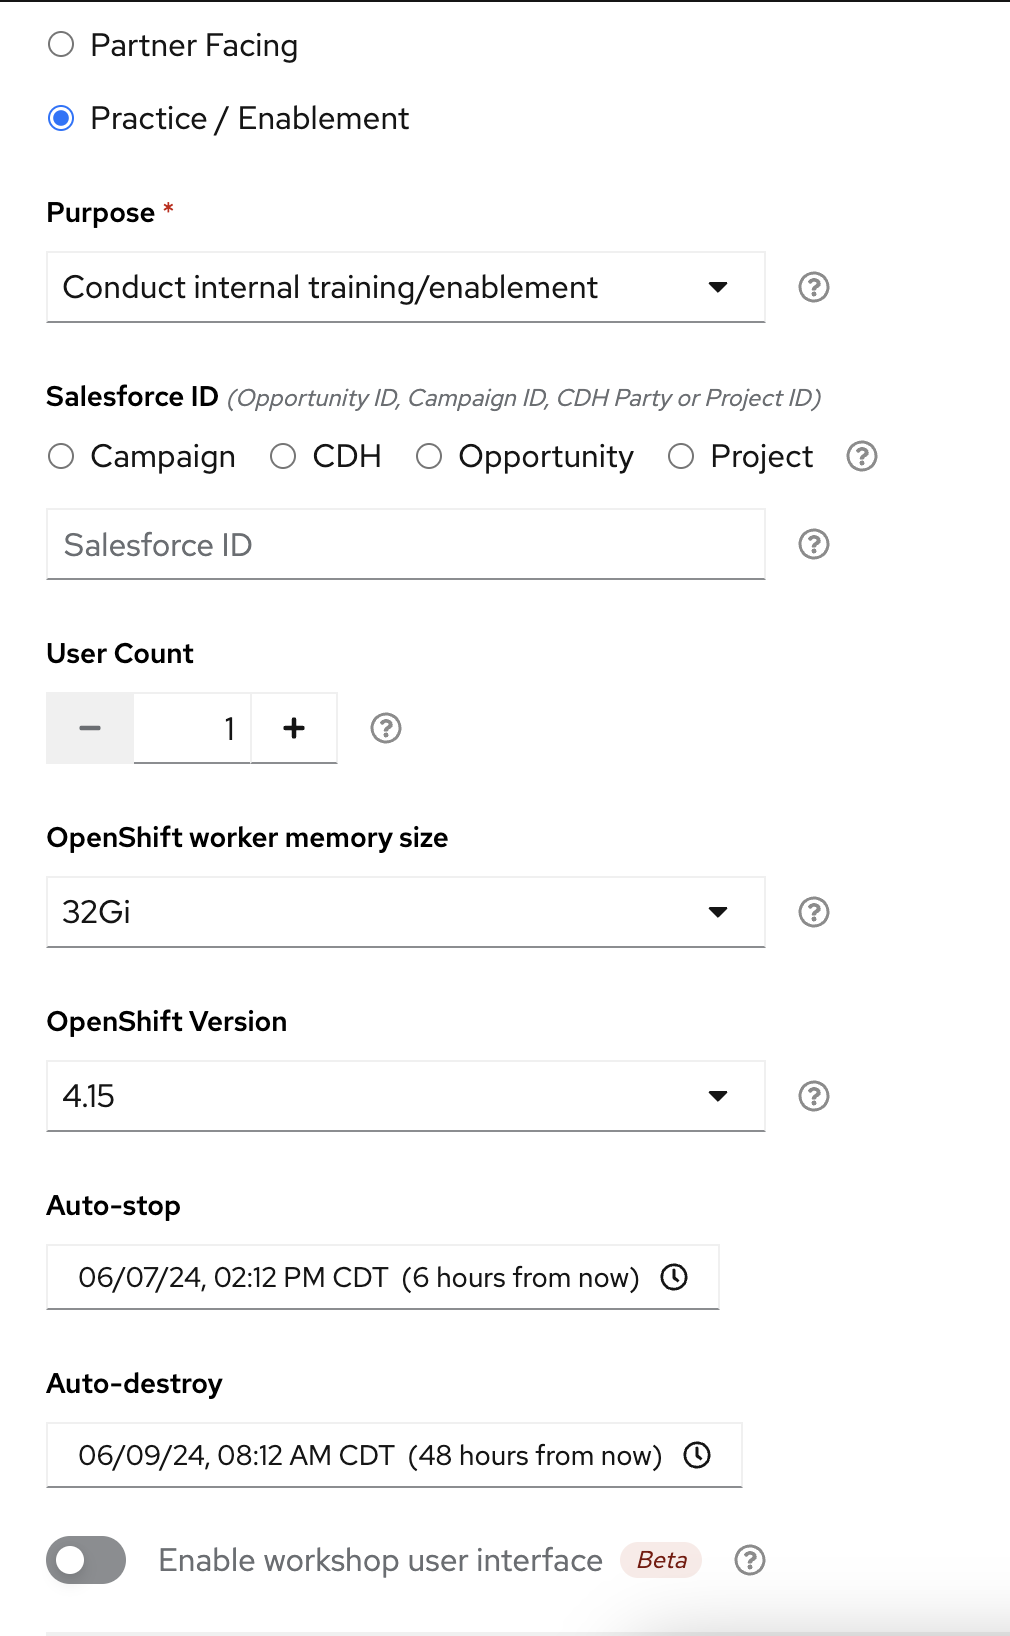 Partner Facing
Practice / Enablement
Purpose *
Conduct internal training/enablement
Salesforce ID (Opportunity ID, Campaign ID, CDH Party or Project ID)
Campaign CDH Opportunity Project
Salesforce ID
User Count
1
OpenShift worker memory size
32Gi
OpenShift Version
4.15
Auto-stop
06/07/24, 02:12 PM CDT (6 hours from now)
Auto-destroy
06/09/24, 08:12 AM CDT (48 hours from now)
Enable workshop user interface Beta